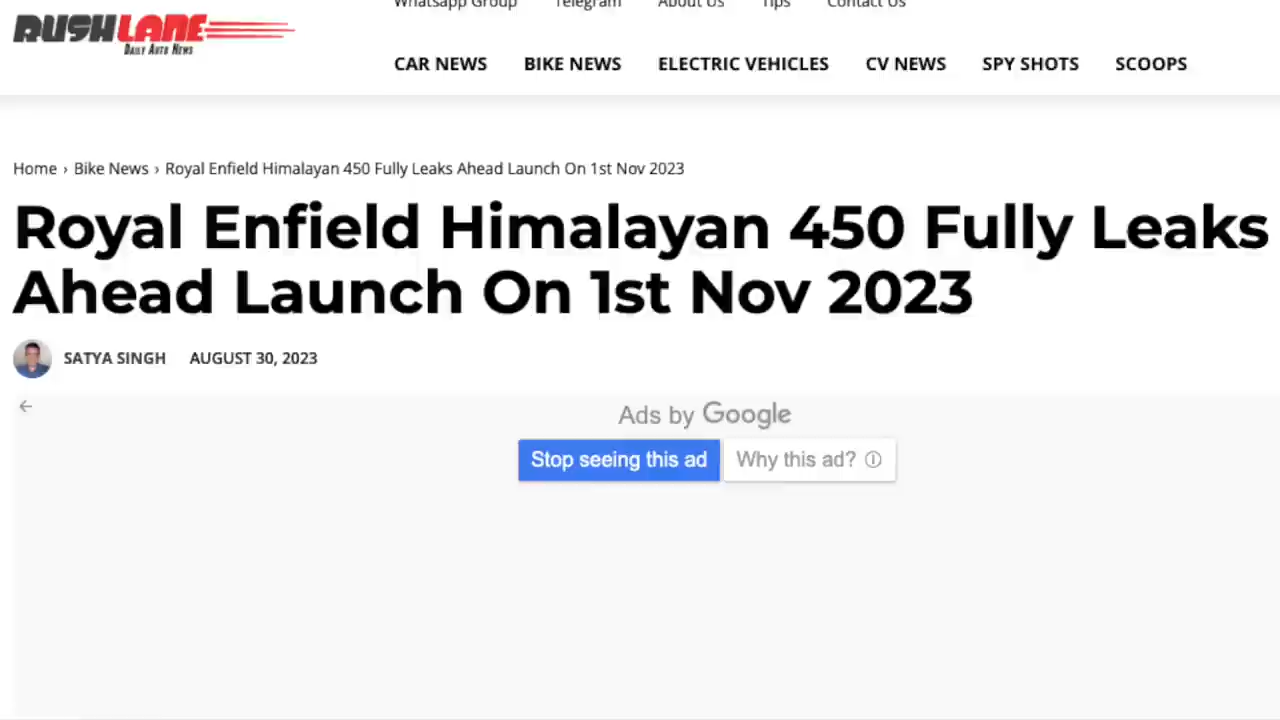 Whatsapp Group Telegram About Us Tips Contact Us
RUSHLANE
DAILY AUTO NEWS
CAR NEWS BIKE NEWS ELECTRIC VEHICLES CV NEWS SPY SHOTS SCOOPS
Home › Bike News › Royal Enfield Himalayan 450 Fully Leaks Ahead Launch On 1st Nov 2023
Royal Enfield Himalayan 450 Fully Leaks
Ahead Launch On 1st Nov 2023
SATYA SINGH AUGUST 30, 2023
Ads by Google
Stop seeing this ad Why this ad?